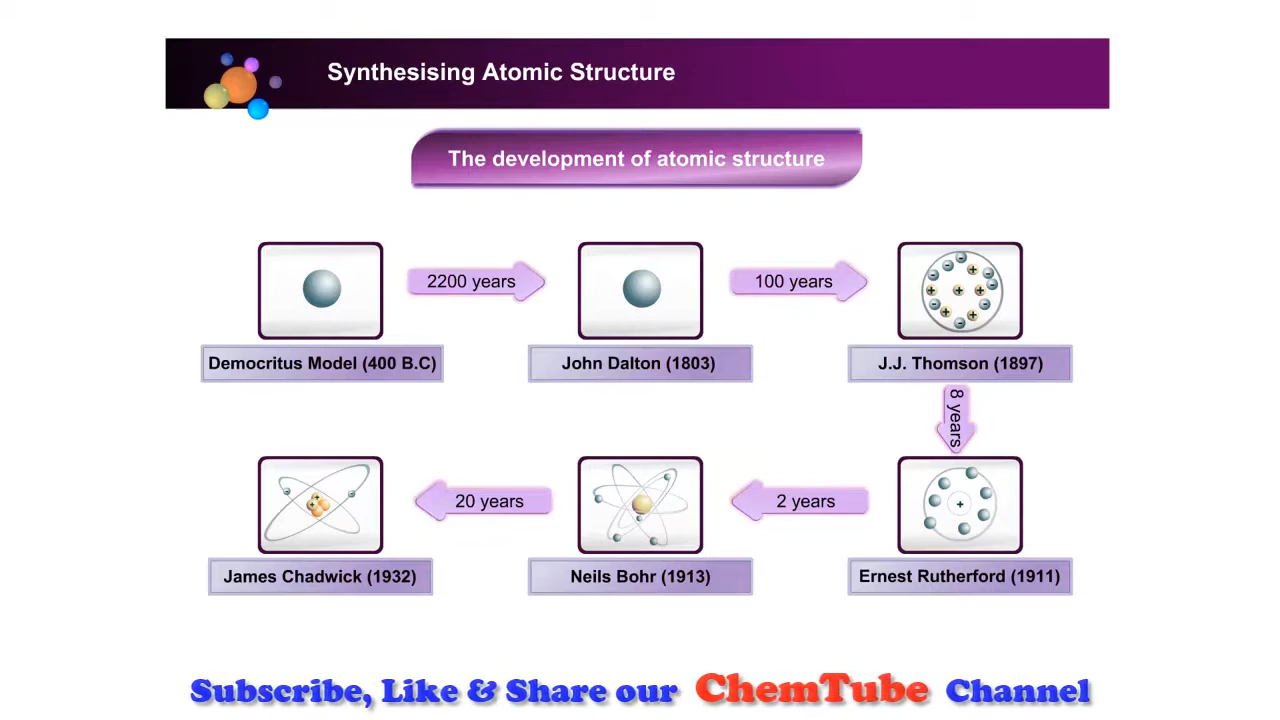 Synthesising Atomic Structure
The development of atomic structure
2200 years
100 years
Democritus Model (400 B.C)
John Dalton (1803)
J.J. Thomson (1897)
8 years
20 years
2 years
James Chadwick (1932)
Neils Bohr (1913)
Ernest Rutherford (1911)
Subscribe, Like & Share our ChemTube Channel